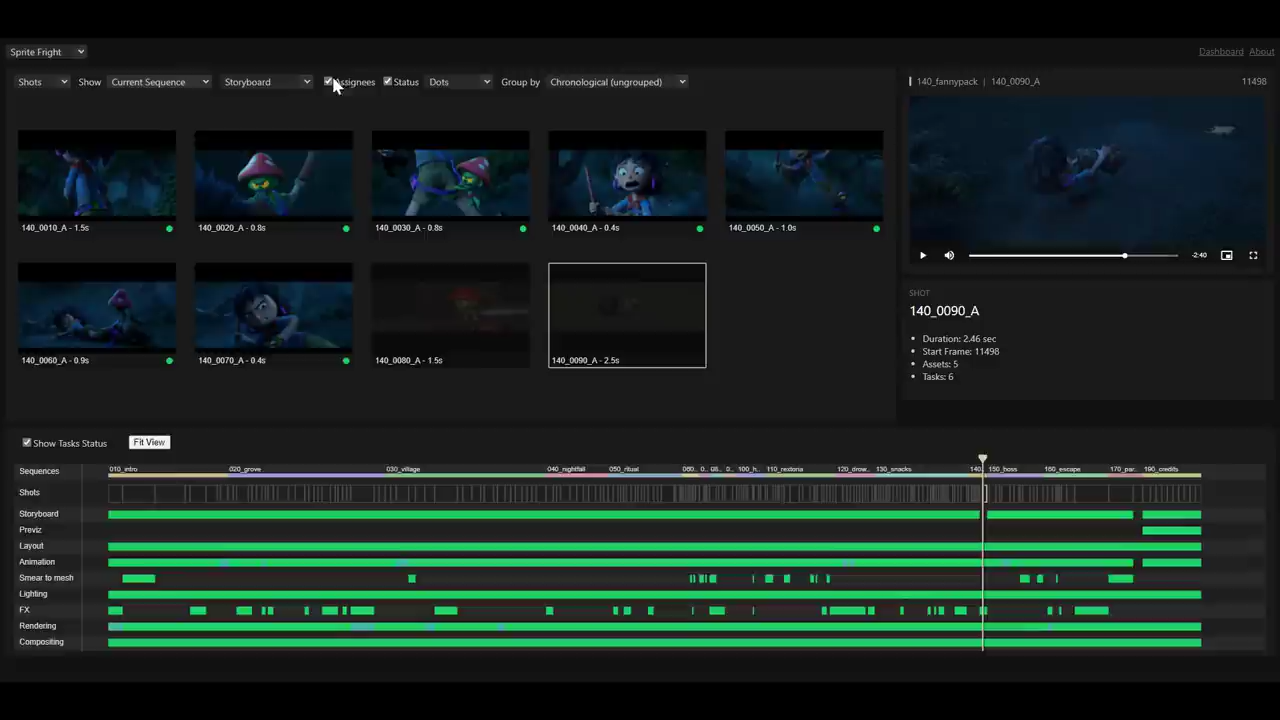 Sprite Fright
Dashboard About
Shots Show Current Sequence Storyboard Assignees Status Dots Group by Chronological (ungrouped)
140_fannypack | 140_0090_A 11498
140_0010_A - 1.5s
140_0020_A - 0.8s
140_0030_A - 0.8s
140_0040_A - 0.4s
140_0050_A - 1.0s
-2:40
SHOT
140_0090_A
Duration: 2.46 sec
Start Frame: 11498
Assets: 5
Tasks: 6
140_0060_A - 0.9s
140_0070_A - 0.4s
140_0080_A - 1.5s
140_0090_A - 2.5s
Show Tasks Status Fit View
Sequences 010_intro 020_grove 030_village 040_nightfall 050_ritual 060.. 0.. 08.. 0.. 100_h.. 110_rextoria 120_drow.. 130_snacks 140. 150_boss 160_escape 170_par.. 190_credits
Shots
Storyboard
Previz
Layout
Animation
Smear to mesh
Lighting
FX
Rendering
Compositing